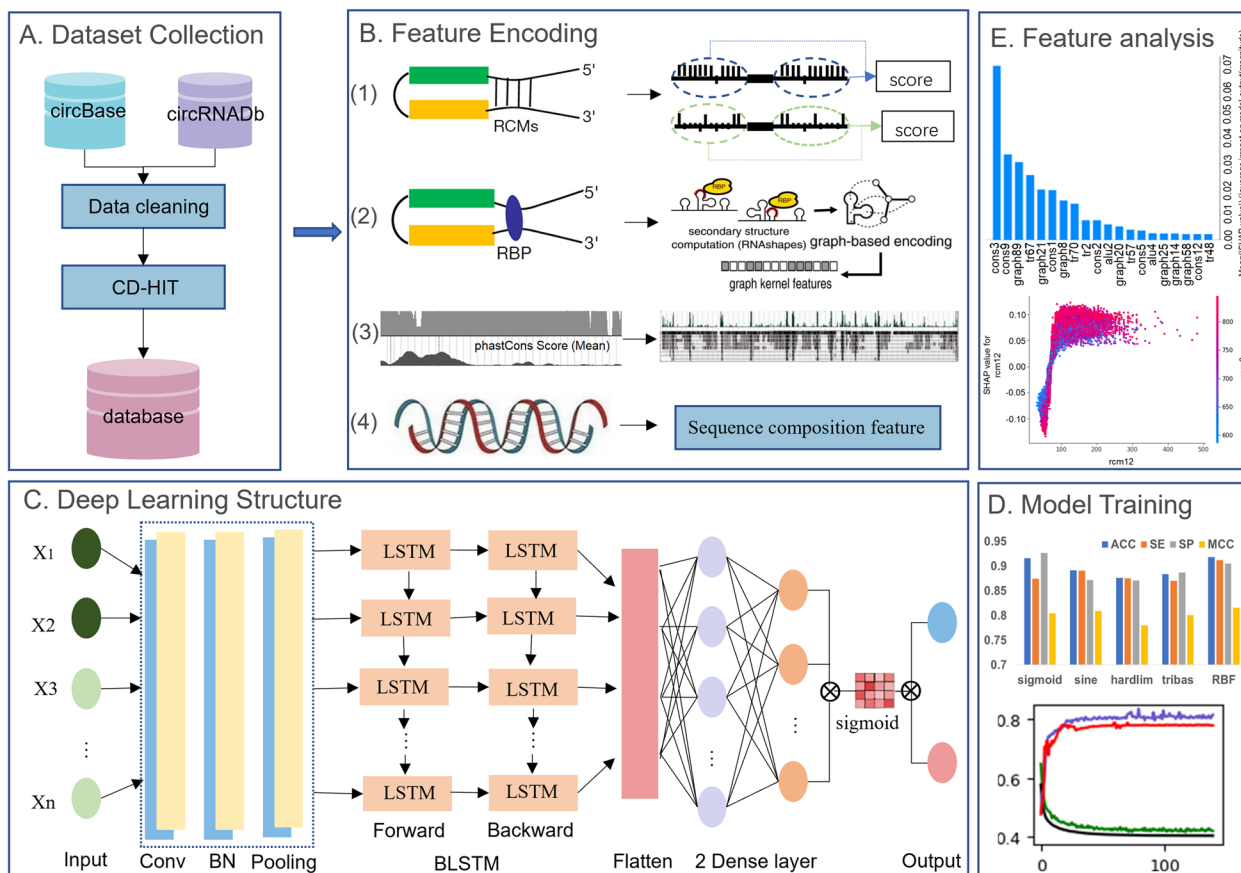 A. Dataset Collection
circBase
circRNADb
Data cleaning
CD-HIT
database
B. Feature Encoding
(1)
5'
3'
RCMs
score
score
(2)
5'
3'
RBP
RBP
RBP
secondary structure
computation (RNAshapes)
graph-based encoding
graph kernel features
(3)
phastCons Score (Mean)
(4)
Sequence composition feature
E. Feature analysis
0.07
0.06
0.05
0.04
0.03
0.02
0.01
0.00
cons3
cons9
graph89
tr67
graph21
cons1
graph8
tr70
tr2
cons2
alu2
graph20
tr57
cons5
alu4
graph25
graph14
graph58
cons12
tr48
SHAP value for
rcm12
0.10
0.05
0.00
-0.05
-0.10
0
100
200
300
400
500
rcm12
800
750
700
650
600
C. Deep Learning Structure
X1
X2
X3
...
Xn
Input
Conv
BN
Pooling
LSTM
LSTM
LSTM
LSTM
LSTM
LSTM
LSTM
LSTM
Forward
Backward
BLSTM
Flatten
2 Dense layer
sigmoid
Output
D. Model Training
ACC SE SP MCC
0.95
0.9
0.85
0.8
0.75
0.7
sigmoid
sine
hardlim
tribas
RBF
0.8
0.6
0.4
0
100